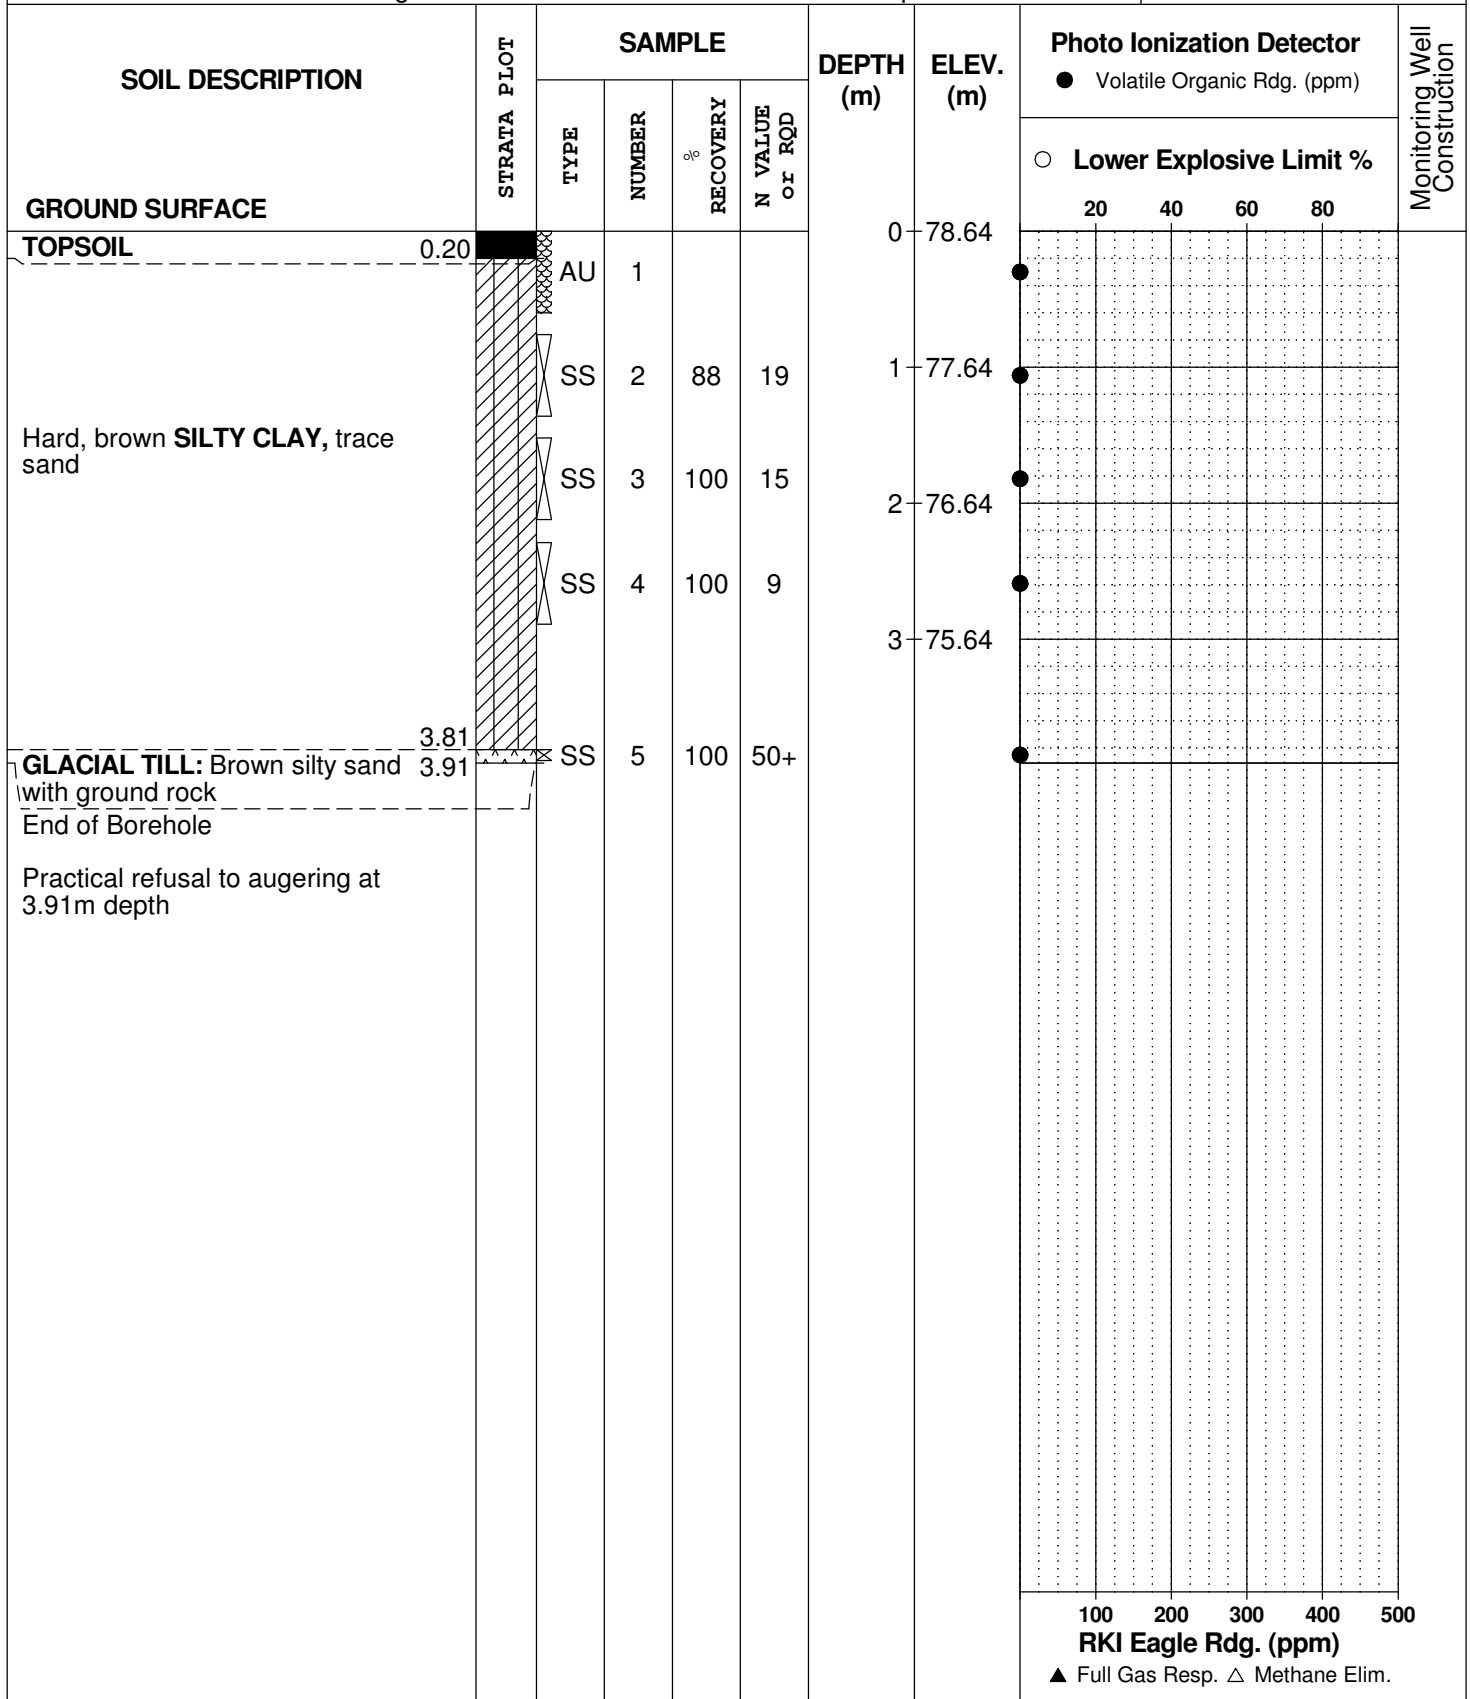 SOIL DESCRIPTION
GROUND SURFACE
STRATA PLOT
SAMPLE
TYPE
NUMBER
%
RECOVERY
N VALUE
or RQD
DEPTH
(m)
ELEV.
(m)
Photo Ionization Detector
● Volatile Organic Rdg. (ppm)
○ Lower Explosive Limit %
20 40 60 80
Monitoring Well
Construction
0 78.64
TOPSOIL 0.20
AU 1
SS 2 88 19
1 77.64
Hard, brown SILTY CLAY, trace
sand
SS 3 100 15
2 76.64
SS 4 100 9
3 75.64
3.81
SS 5 100 50+
GLACIAL TILL: Brown silty sand 3.91
with ground rock
End of Borehole
Practical refusal to augering at
3.91m depth
100 200 300 400 500
RKI Eagle Rdg. (ppm)
▲ Full Gas Resp. △ Methane Elim.